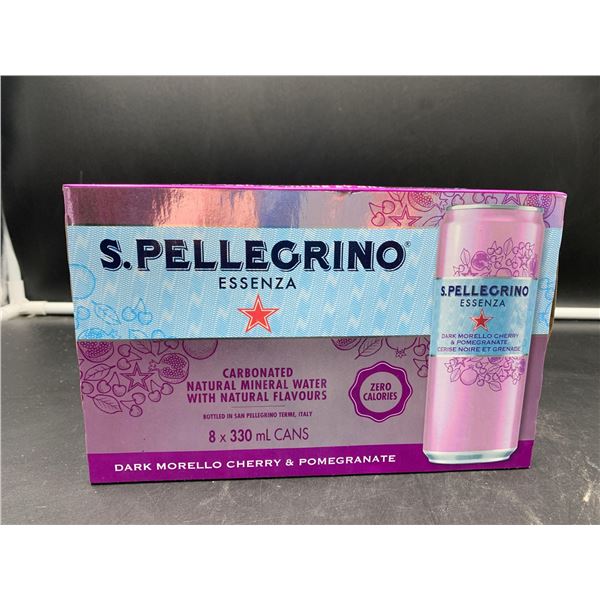 S.PELLEGRINO®
ESSENZA
CARBONATED
NATURAL MINERAL WATER
WITH NATURAL FLAVOURS
BOTTLED IN SAN PELLEGRINO TERME, ITALY
8 x 330 mL CANS
ZERO
CALORIES
DARK MORELLO CHERRY & POMEGRANATE
S.PELLEGRINO
ESSENZA
DARK MORELLO CHERRY
& POMEGRANATE
CERISE NOIRE ET GRENADE